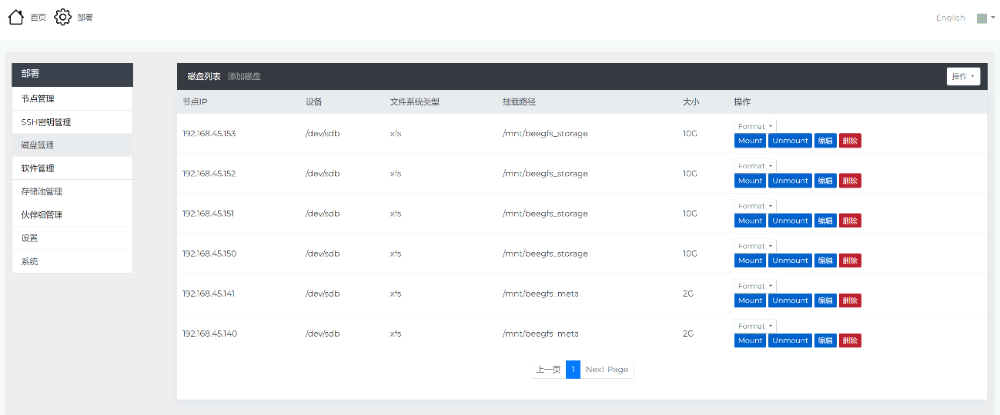 首页 部署 English
部署
节点管理
SSH密钥管理
磁盘管理
软件管理
存储池管理
伙伴组管理
设置
系统
磁盘列表 添加磁盘 操作
节点IP 设备 文件系统类型 挂载路径 大小 操作
192.168.45.153 /dev/sdb xfs /mnt/beegfs_storage 10G Format
Mount Unmount 编辑 删除
192.168.45.152 /dev/sdb xfs /mnt/beegfs_storage 10G Format
Mount Unmount 编辑 删除
192.168.45.151 /dev/sdb xfs /mnt/beegfs_storage 10G Format
Mount Unmount 编辑 删除
192.168.45.150 /dev/sdb xfs /mnt/beegfs_storage 10G Format
Mount Unmount 编辑 删除
192.168.45.141 /dev/sdb xfs /mnt/beegfs_meta 2G Format
Mount Unmount 编辑 删除
192.168.45.140 /dev/sdb xfs /mnt/beegfs_meta 2G Format
Mount Unmount 编辑 删除
上一页 1 Next Page